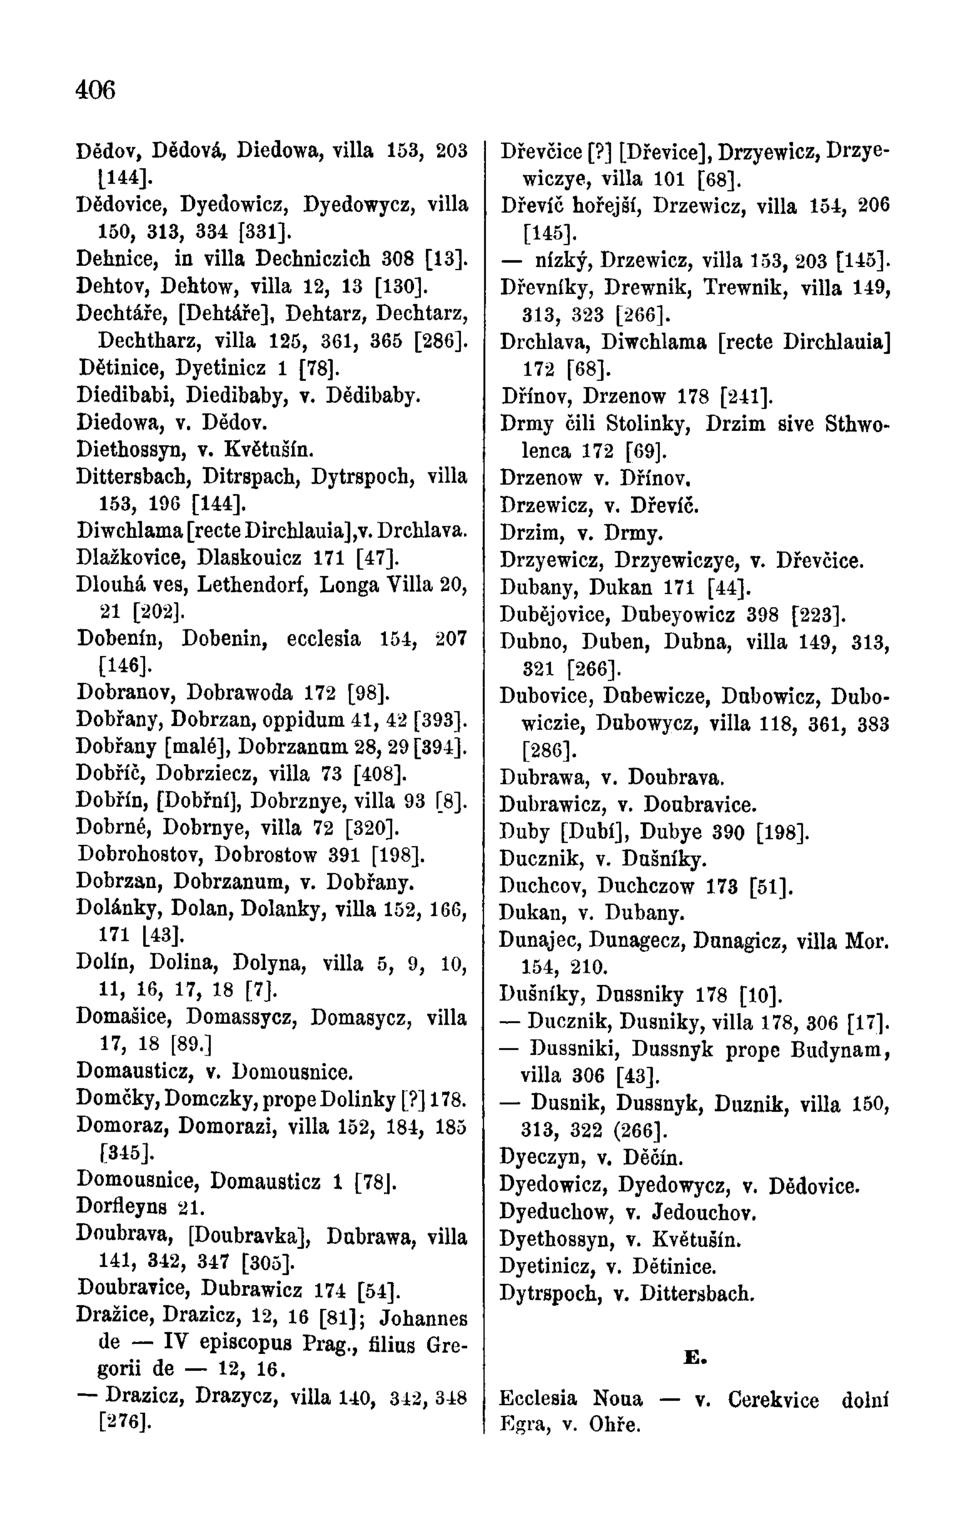 406
Dědov, Dědová, Diedowa, villa 153, 203
[144].
Dědovice, Dyedowicz, Dyedowycz, villa
150, 313, 334 [331].
Dehnice, in villa Dechniczich 308 [13].
Dehtov, Dehtow, villa 12, 13 [130].
Dechtáře, [Dehtáře], Dehtarz, Dechtarz,
Dechtharz, villa 125, 361, 365 [286].
Dětinice, Dyetinicz 1 [78].
Diedibabi, Diedibaby, v. Dědibaby.
Diedowa, v. Dědov.
Diethossyn, v. Květušín.
Dittersbach, Ditrspach, Dytrspoch, villa
153, 196 [144].
Diwchlama [recte Dirchlauia], v. Drchlava.
Dlažkovice, Dlaskouicz 171 [47].
Dlouhá ves, Lethendorf, Longa Villa 20,
21 [202].
Dobenín, Dobenin, ecclesia 154, 207
[146].
Dobranov, Dobrawoda 172 [98].
Dobřany, Dobrzan, oppidum 41, 42 [393].
Dobřany [malé], Dobrzanum 28, 29 [394].
Dobříč, Dobrziecz, villa 73 [408].
Dobřín, [Dobřní], Dobrznye, villa 93 [8].
Dobrné, Dobrnye, villa 72 [320].
Dobrohostov, Dobrostow 391 [198].
Dobrzan, Dobrzanum, v. Dobřany.
Dolánky, Dolan, Dolanky, villa 152, 166,
171 [43].
Dolín, Dolina, Dolyna, villa 5, 9, 10,
11, 16, 17, 18 [7].
Domašice, Domassycz, Domasycz, villa
17, 18 [89.]
Domausticz, v. Domousnice.
Domčky, Domczky, prope Dolinky [?] 178.
Domoraz, Domorazi, villa 152, 184, 185
[345].
Domousnice, Domausticz 1 [78].
Dorfleyns 21.
Doubrava, [Doubravka], Dubrawa, villa
141, 342, 347 [305].
Doubravice, Dubrawicz 174 [54].
Dražice, Drazicz, 12, 16 [81]; Johannes
de — IV episcopus Prag., filius Gre-
gorii de — 12, 16.
— Drazicz, Drazycz, villa 140, 342, 348
[276].
Dřevčice [?] [Dřevice], Drzyewicz, Drzye-
wiczye, villa 101 [68].
Dřevíč hořejší, Drzewicz, villa 154, 206
[145].
— nízký, Drzewicz, villa 153, 203 [145].
Dřevníky, Drewnik, Trewnik, villa 149,
313, 323 [266].
Drchlava, Diwchlama [recte Dirchlauia]
172 [68].
Dřínov, Drzenow 178 [241].
Drmy čili Stolinky, Drzim sive Sthwo-
lenca 172 [69].
Drzenow v. Dřínov.
Drzewicz, v. Dřevíč.
Drzim, v. Drmy.
Drzyewicz, Drzyewiczye, v. Dřevčice.
Dubany, Dukan 171 [44].
Dubějovice, Dubeyowicz 398 [223].
Dubno, Duben, Dubna, villa 149, 313,
321 [266].
Dubovice, Dubewicze, Dubowicz, Dubo-
wiczie, Dubowycz, villa 118, 361, 383
[286].
Dubrawa, v. Doubrava.
Dubrawicz, v. Doubravice.
Duby [Dubí], Dubye 390 [198].
Ducznik, v. Dušníky.
Duchcov, Duchczow 173 [51].
Dukan, v. Dubany.
Dunajec, Dunagecz, Dunagicz, villa Mor.
154, 210.
Dušníky, Dussniky 178 [10].
— Ducznik, Dusniky, villa 178, 306 [17].
— Dussniki, Dussnyk prope Budynam,
villa 306 [43].
— Dusnik, Dussnyk, Duznik, villa 150,
313, 322 (266].
Dyeczyn, v. Děčín.
Dyedowicz, Dyedowycz, v. Dědovice.
Dyeduchow, v. Jedouchov.
Dyethossyn, v. Květušín.
Dyetinicz, v. Dětinice.
Dytrspoch, v. Dittersbach.
E.
Ecclesia Noua — v. Cerekvice dolní
Egra, v. Ohře.